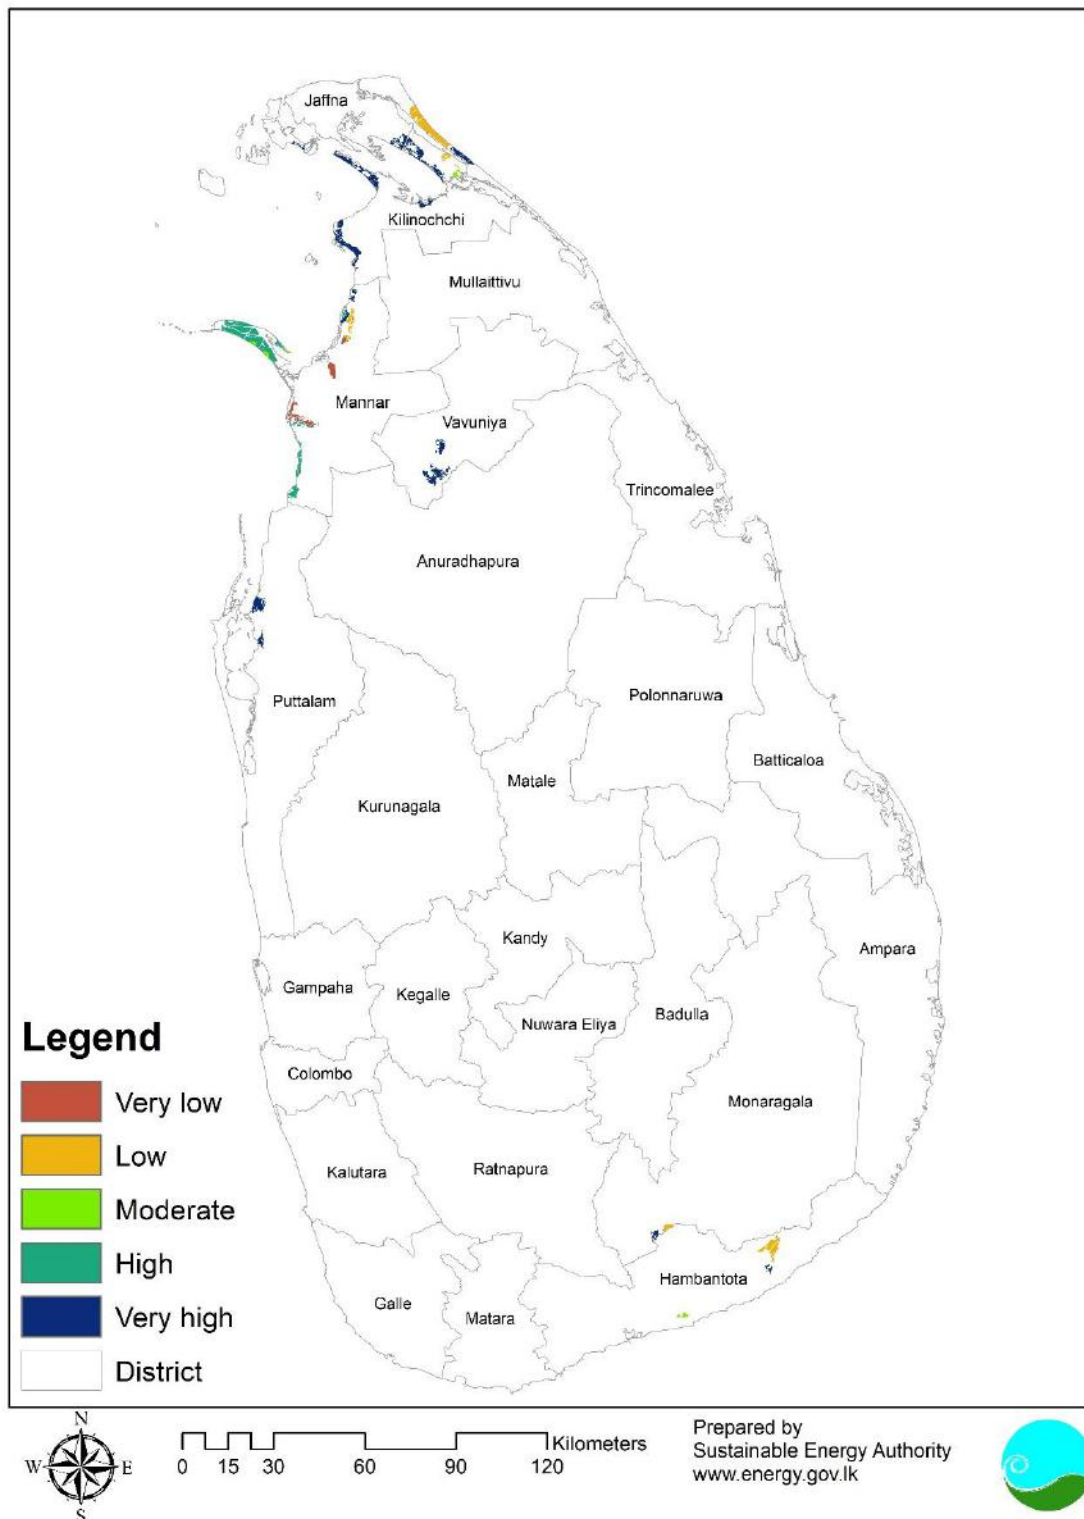 Jaffna
Kilinochchi
Mullaittivu
Mannar
Vavuniya
Trincomalee
Anuradhapura
Puttalam
Polonnaruwa
Batticaloa
Matale
Kurunagala
Kandy
Ampara
Gampaha
Kegalle
Nuwara Eliya
Badulla
Colombo
Monaragala
Kalutara
Ratnapura
Hambantota
Galle
Matara
Legend
Very low
Low
Moderate
High
Very high
District
N
W
E
S
Kilometers
0 15 30 60 90 120
Prepared by
Sustainable Energy Authority
www.energy.gov.lk